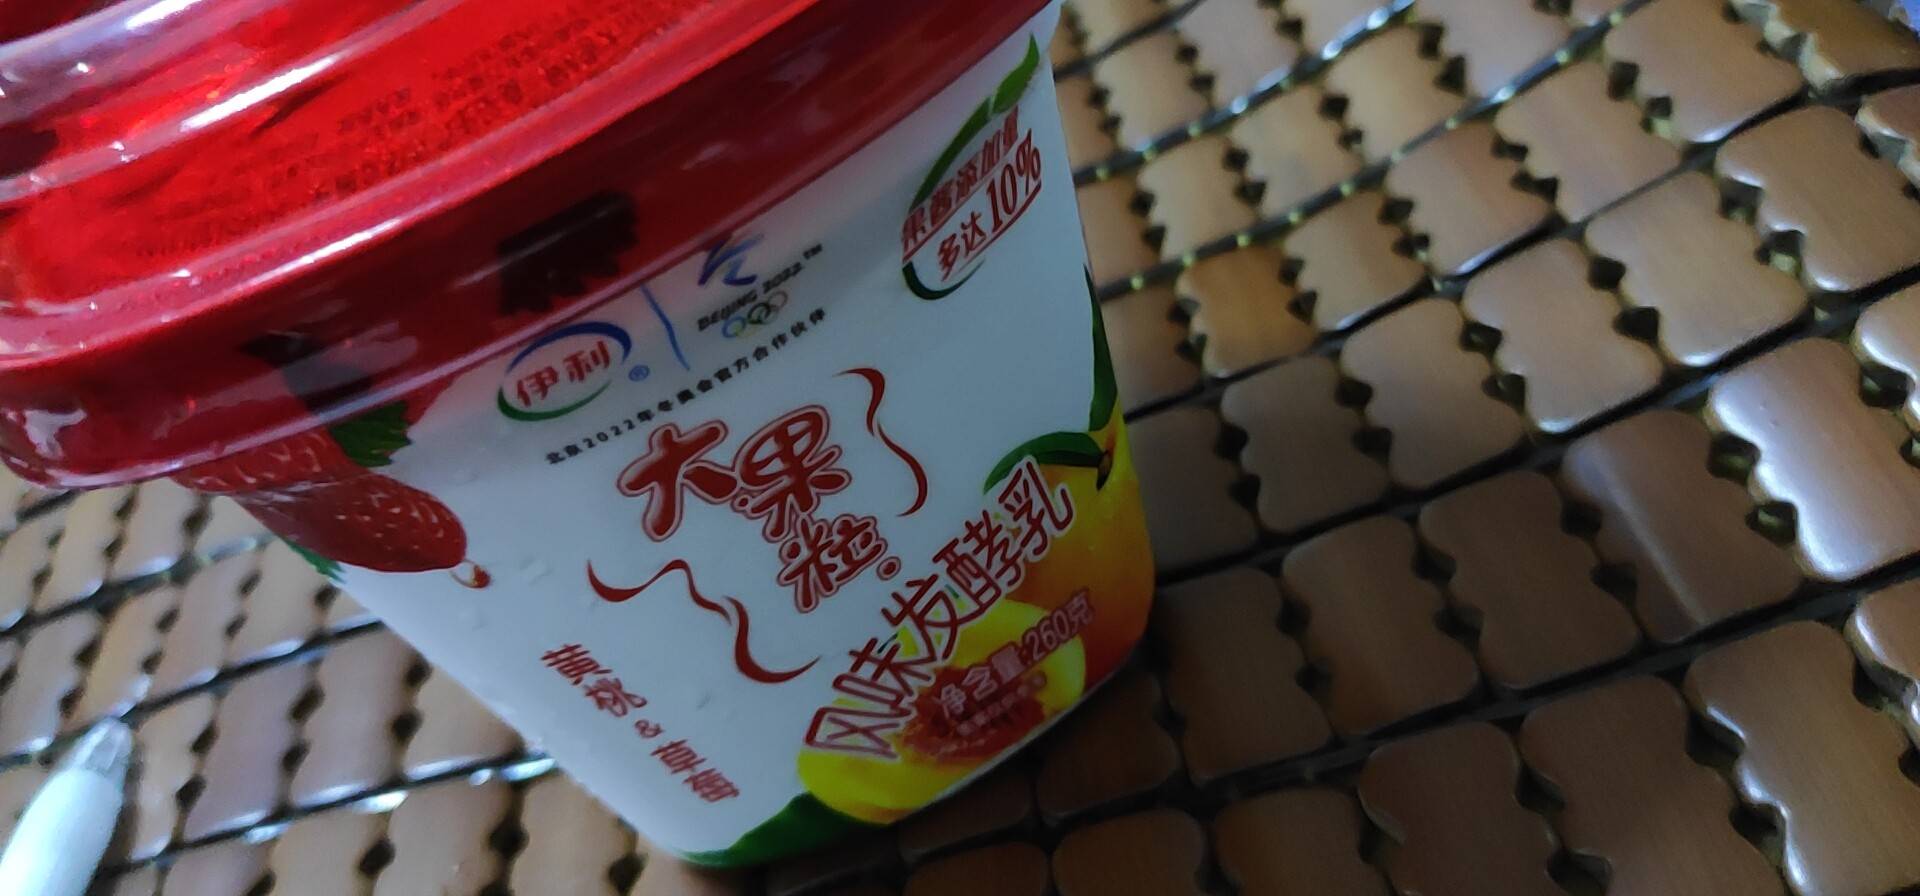 果酱添加量
多达10%
伊利®
BEIJING 2022™
北京2022年冬奥会官方合作伙伴
大果粒
风味发酵乳
净含量:260克
黄桃&草莓